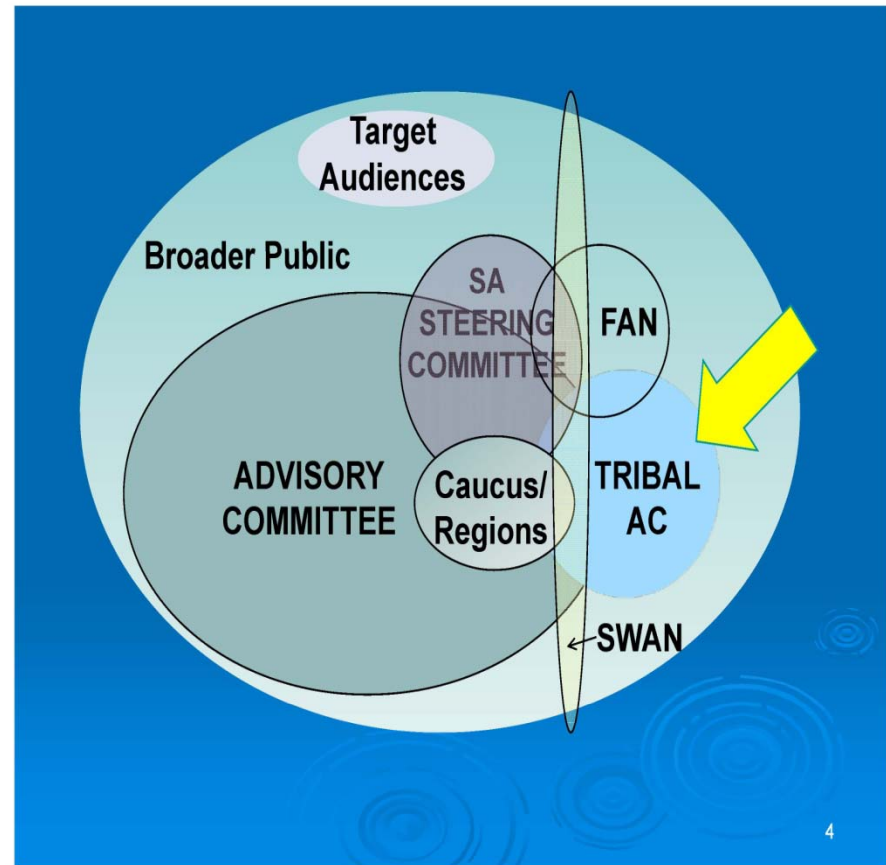 Target
Audiences
Broader Public
SA
STEERING
COMMITTEE
FAN
ADVISORY
COMMITTEE
Caucus/
Regions
TRIBAL
AC
SWAN
4